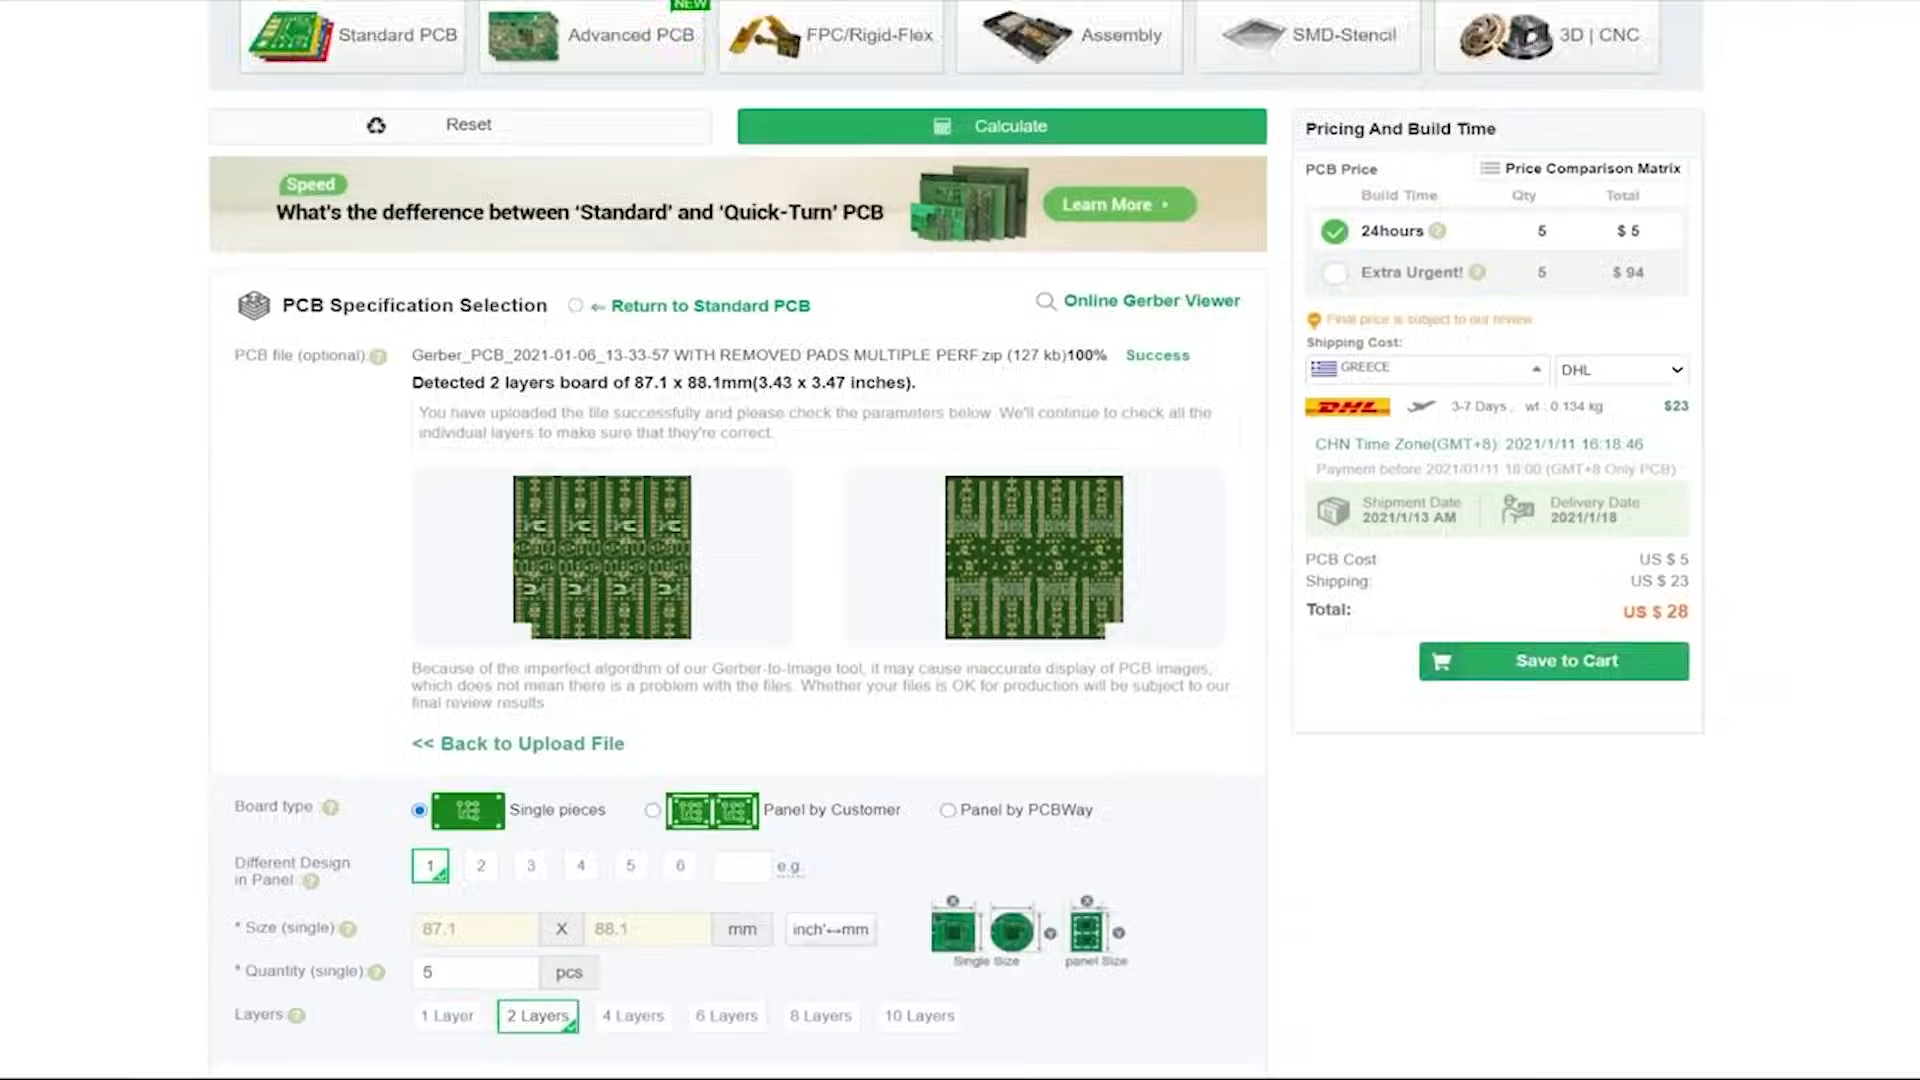 NEW
Standard PCB
Advanced PCB
FPC/Rigid-Flex
Assembly
SMD-Stencil
3D | CNC
Reset
Calculate
Speed
What's the defference between 'Standard' and 'Quick-Turn' PCB
Learn More
PCB Specification Selection
Return to Standard PCB
Online Gerber Viewer
PCB file (optional)
Gerber_PCB_2021-01-06_13-33-57 WITH REMOVED PADS MULTIPLE PERF.zip (127 kb)100% Success
Detected 2 layers board of 87.1 x 88.1mm(3.43 x 3.47 inches).
You have uploaded the file successfully and please check the parameters below. We'll continue to check all the
individual layers to make sure that they're correct.
Because of the imperfect algorithm of our Gerber-to-Image tool, it may cause inaccurate display of PCB images,
which does not mean there is a problem with the files. Whether your files is OK for production will be subject to our
final review results
<< Back to Upload File
Board type
Single pieces
Panel by Customer
Panel by PCBWay
Different Design
in Panel
1 2 3 4 5 6 e.g.
* Size (single)
87.1 X 88.1 mm inch'↔mm
Single Size
panel Size
* Quantity (single)
5 pcs
Layers
1 Layer 2 Layers 4 Layers 6 Layers 8 Layers 10 Layers
Pricing And Build Time
PCB Price
Price Comparison Matrix
Build Time Qty Total
24hours 5 $ 5
Extra Urgent! 5 $ 94
Final price is subject to our review.
Shipping Cost:
GREECE
DHL
DHL 3-7 Days , wt : 0.134 kg $23
CHN Time Zone(GMT+8): 2021/1/11 16:18:46
Payment before 2021/01/11 18:00 (GMT+8 Only PCB)
Shipment Date
2021/1/13 AM
Delivery Date
2021/1/18
PCB Cost US $ 5
Shipping: US $ 23
Total: US $ 28
Save to Cart